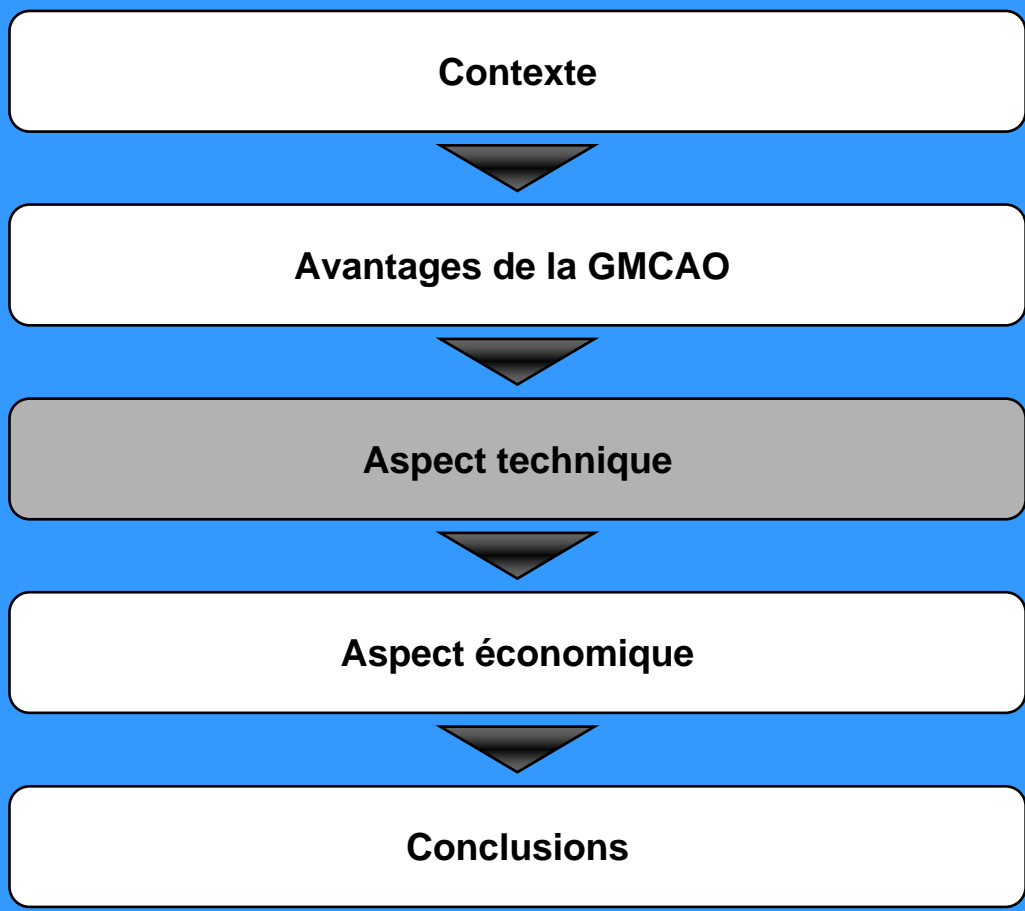 Contexte
Avantages de la GMCAO
Aspect technique
Aspect économique
Conclusions